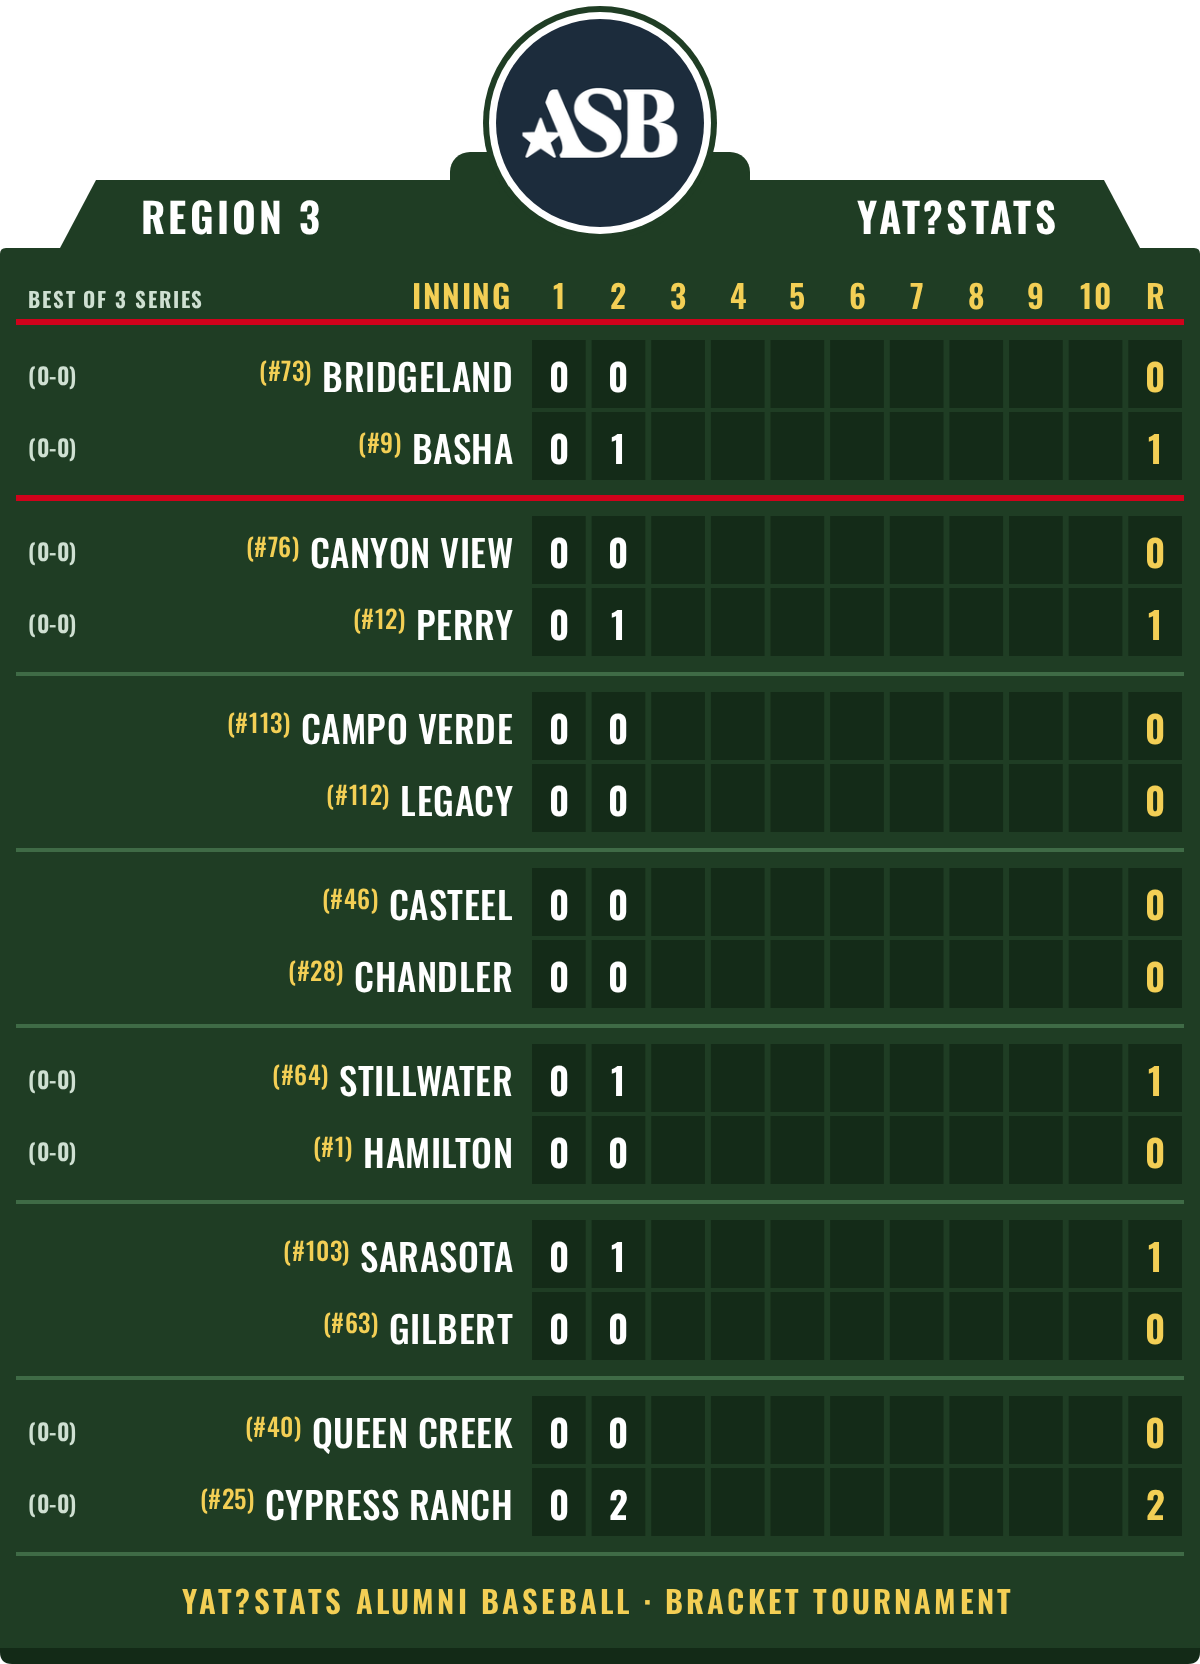 ASB
REGION 3 YAT?STATS
BEST OF 3 SERIES INNING 1 2 3 4 5 6 7 8 9 10 R
(0-0) (#73) BRIDGELAND 0 0 0
(0-0) (#9) BASHA 0 1 1
(0-0) (#76) CANYON VIEW 0 0 0
(0-0) (#12) PERRY 0 1 1
(#113) CAMPO VERDE 0 0 0
(#112) LEGACY 0 0 0
(#46) CASTEEL 0 0 0
(#28) CHANDLER 0 0 0
(0-0) (#64) STILLWATER 0 1 1
(0-0) (#1) HAMILTON 0 0 0
(#103) SARASOTA 0 1 1
(#63) GILBERT 0 0 0
(0-0) (#40) QUEEN CREEK 0 0 0
(0-0) (#25) CYPRESS RANCH 0 2 2
YAT?STATS ALUMNI BASEBALL · BRACKET TOURNAMENT